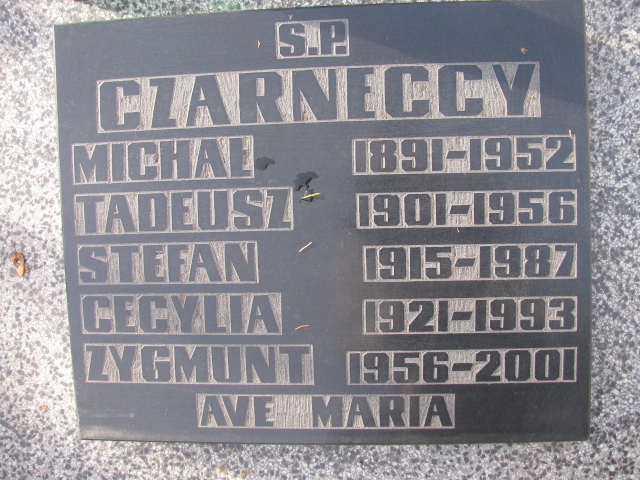 S.P.
CZARNECCY
MICHAŁ 1891-1952
TADEUSZ 1901-1956
STEFAN 1915-1987
CECYLIA 1921-1993
ZYGMUNT 1956-2001
AVE MARIA